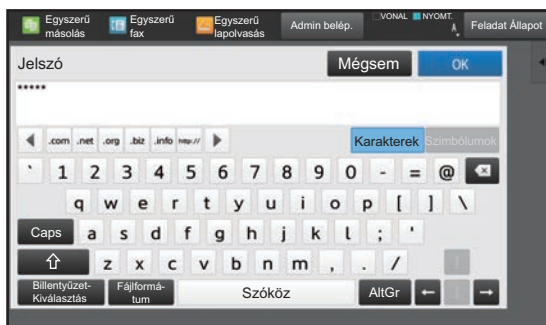 Egyszerű másolás
Egyszerű fax
Egyszerű lapolvasás
Admin belép.
VONAL NYOMT.
Feladat Állapot
Jelszó
Mégsem
OK
*****
.com .net .org .biz .info http://
Karakterek
Szimbólumok
` 1 2 3 4 5 6 7 8 9 0 - = @
q w e r t y u i o p [ ] \
Caps a s d f g h j k l ; '
z x c v b n m , . /
Billentyűzet-
Kiválasztás
Fájlformá-
tum
Szóköz
AltGr